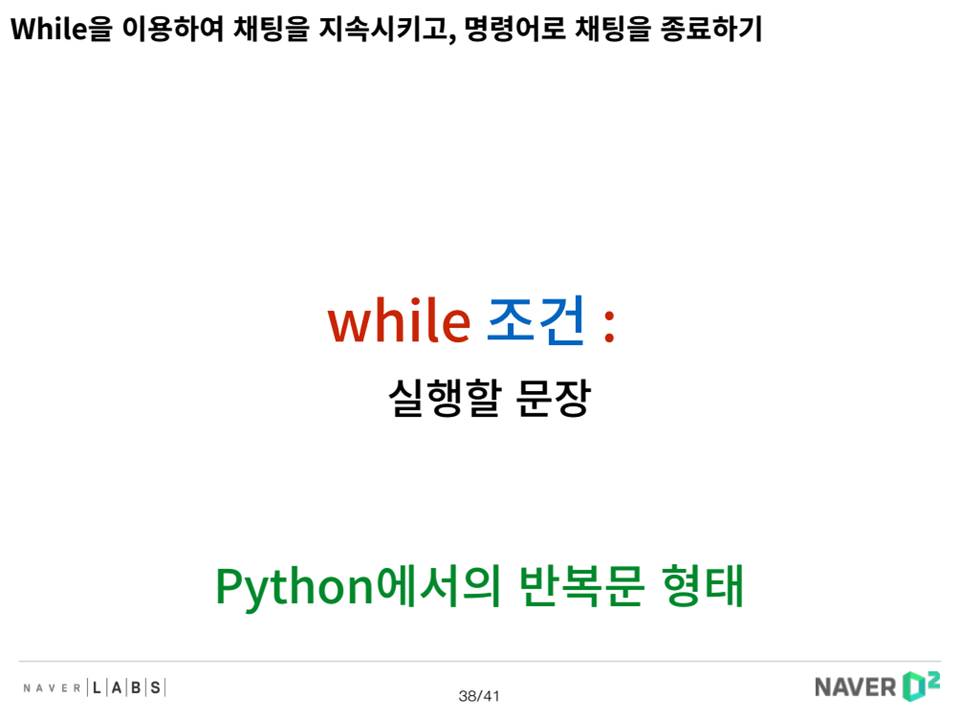 While을 이용하여 채팅을 지속시키고, 명령어로 채팅을 종료하기
while 조건 :
실행할 문장
Python에서의 반복문 형태
NAVER |L|A|B|S|
38/41
NAVER D2